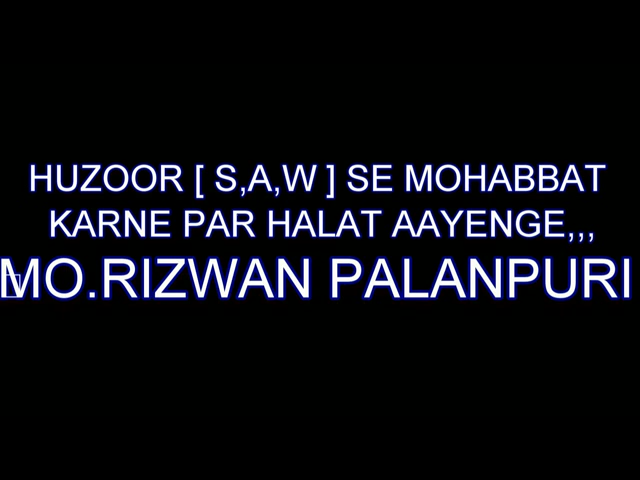 HUZOOR [ S,A,W ] SE MOHABBAT
KARNE PAR HALAT AAYENGE,,,
MO.RIZWAN PALANPURI